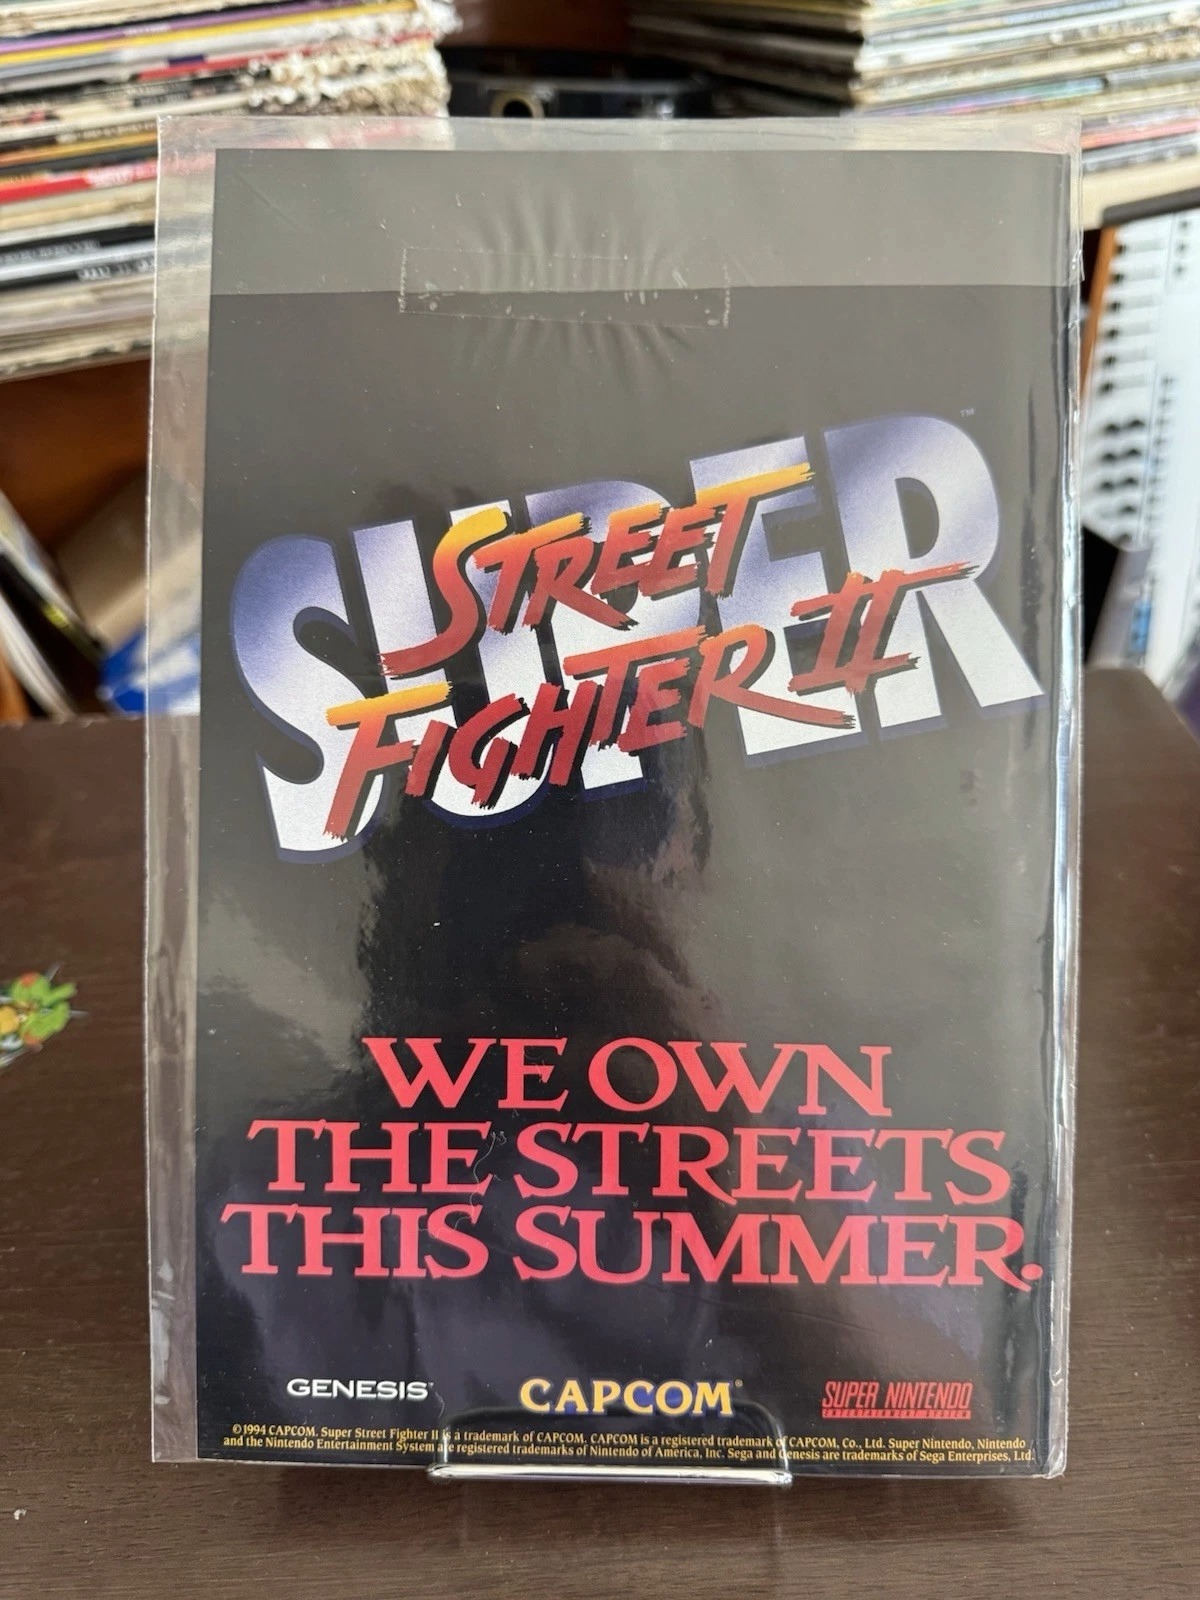 SUPER
STREET
FIGHTER II
™
WE OWN
THE STREETS
THIS SUMMER.
GENESIS™
CAPCOM®
SUPER NINTENDO
ENTERTAINMENT SYSTEM
©1994 CAPCOM. Super Street Fighter II is a trademark of CAPCOM. CAPCOM is a registered trademark of CAPCOM, Co., Ltd. Super Nintendo, Nintendo
and the Nintendo Entertainment System are registered trademarks of Nintendo of America, Inc. Sega and Genesis are trademarks of Sega Enterprises, Ltd.